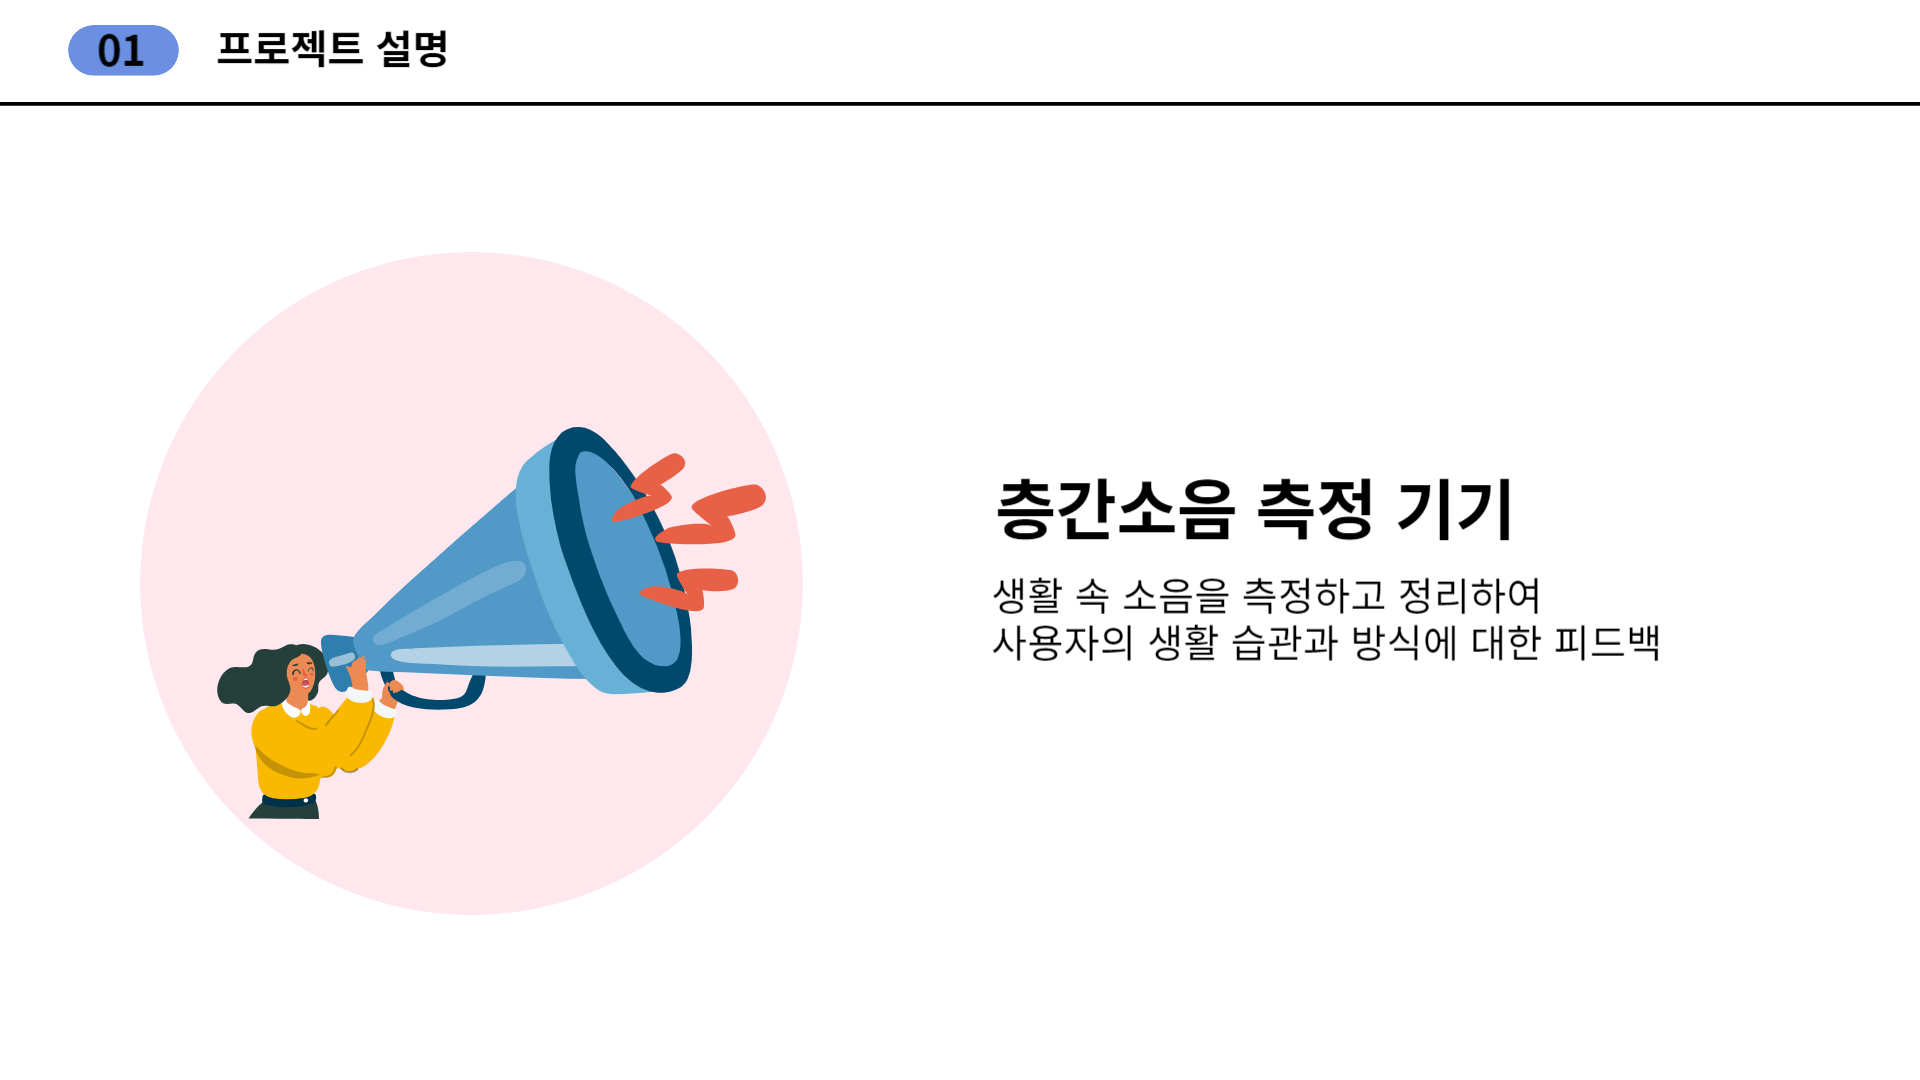 01 프로젝트 설명
층간소음 측정 기기
생활 속 소음을 측정하고 정리하여
사용자의 생활 습관과 방식에 대한 피드백